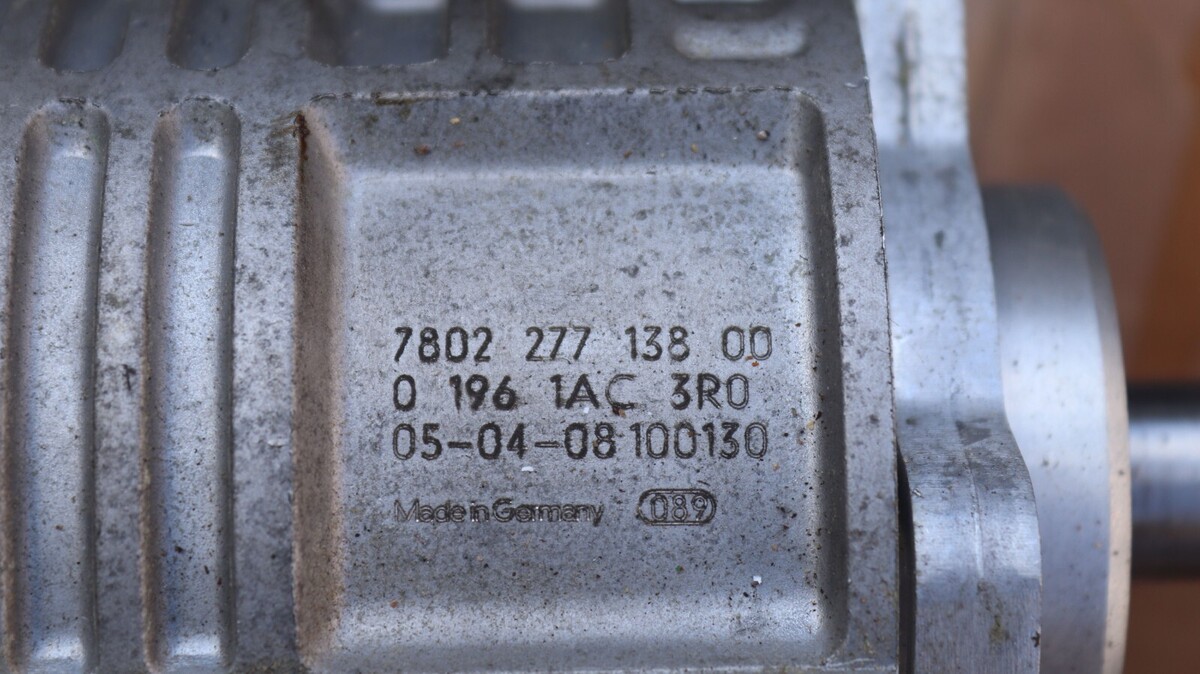 7802 277 138 00
0 196 1AC 3R0
05-04-08 100130
Made in Germany 089